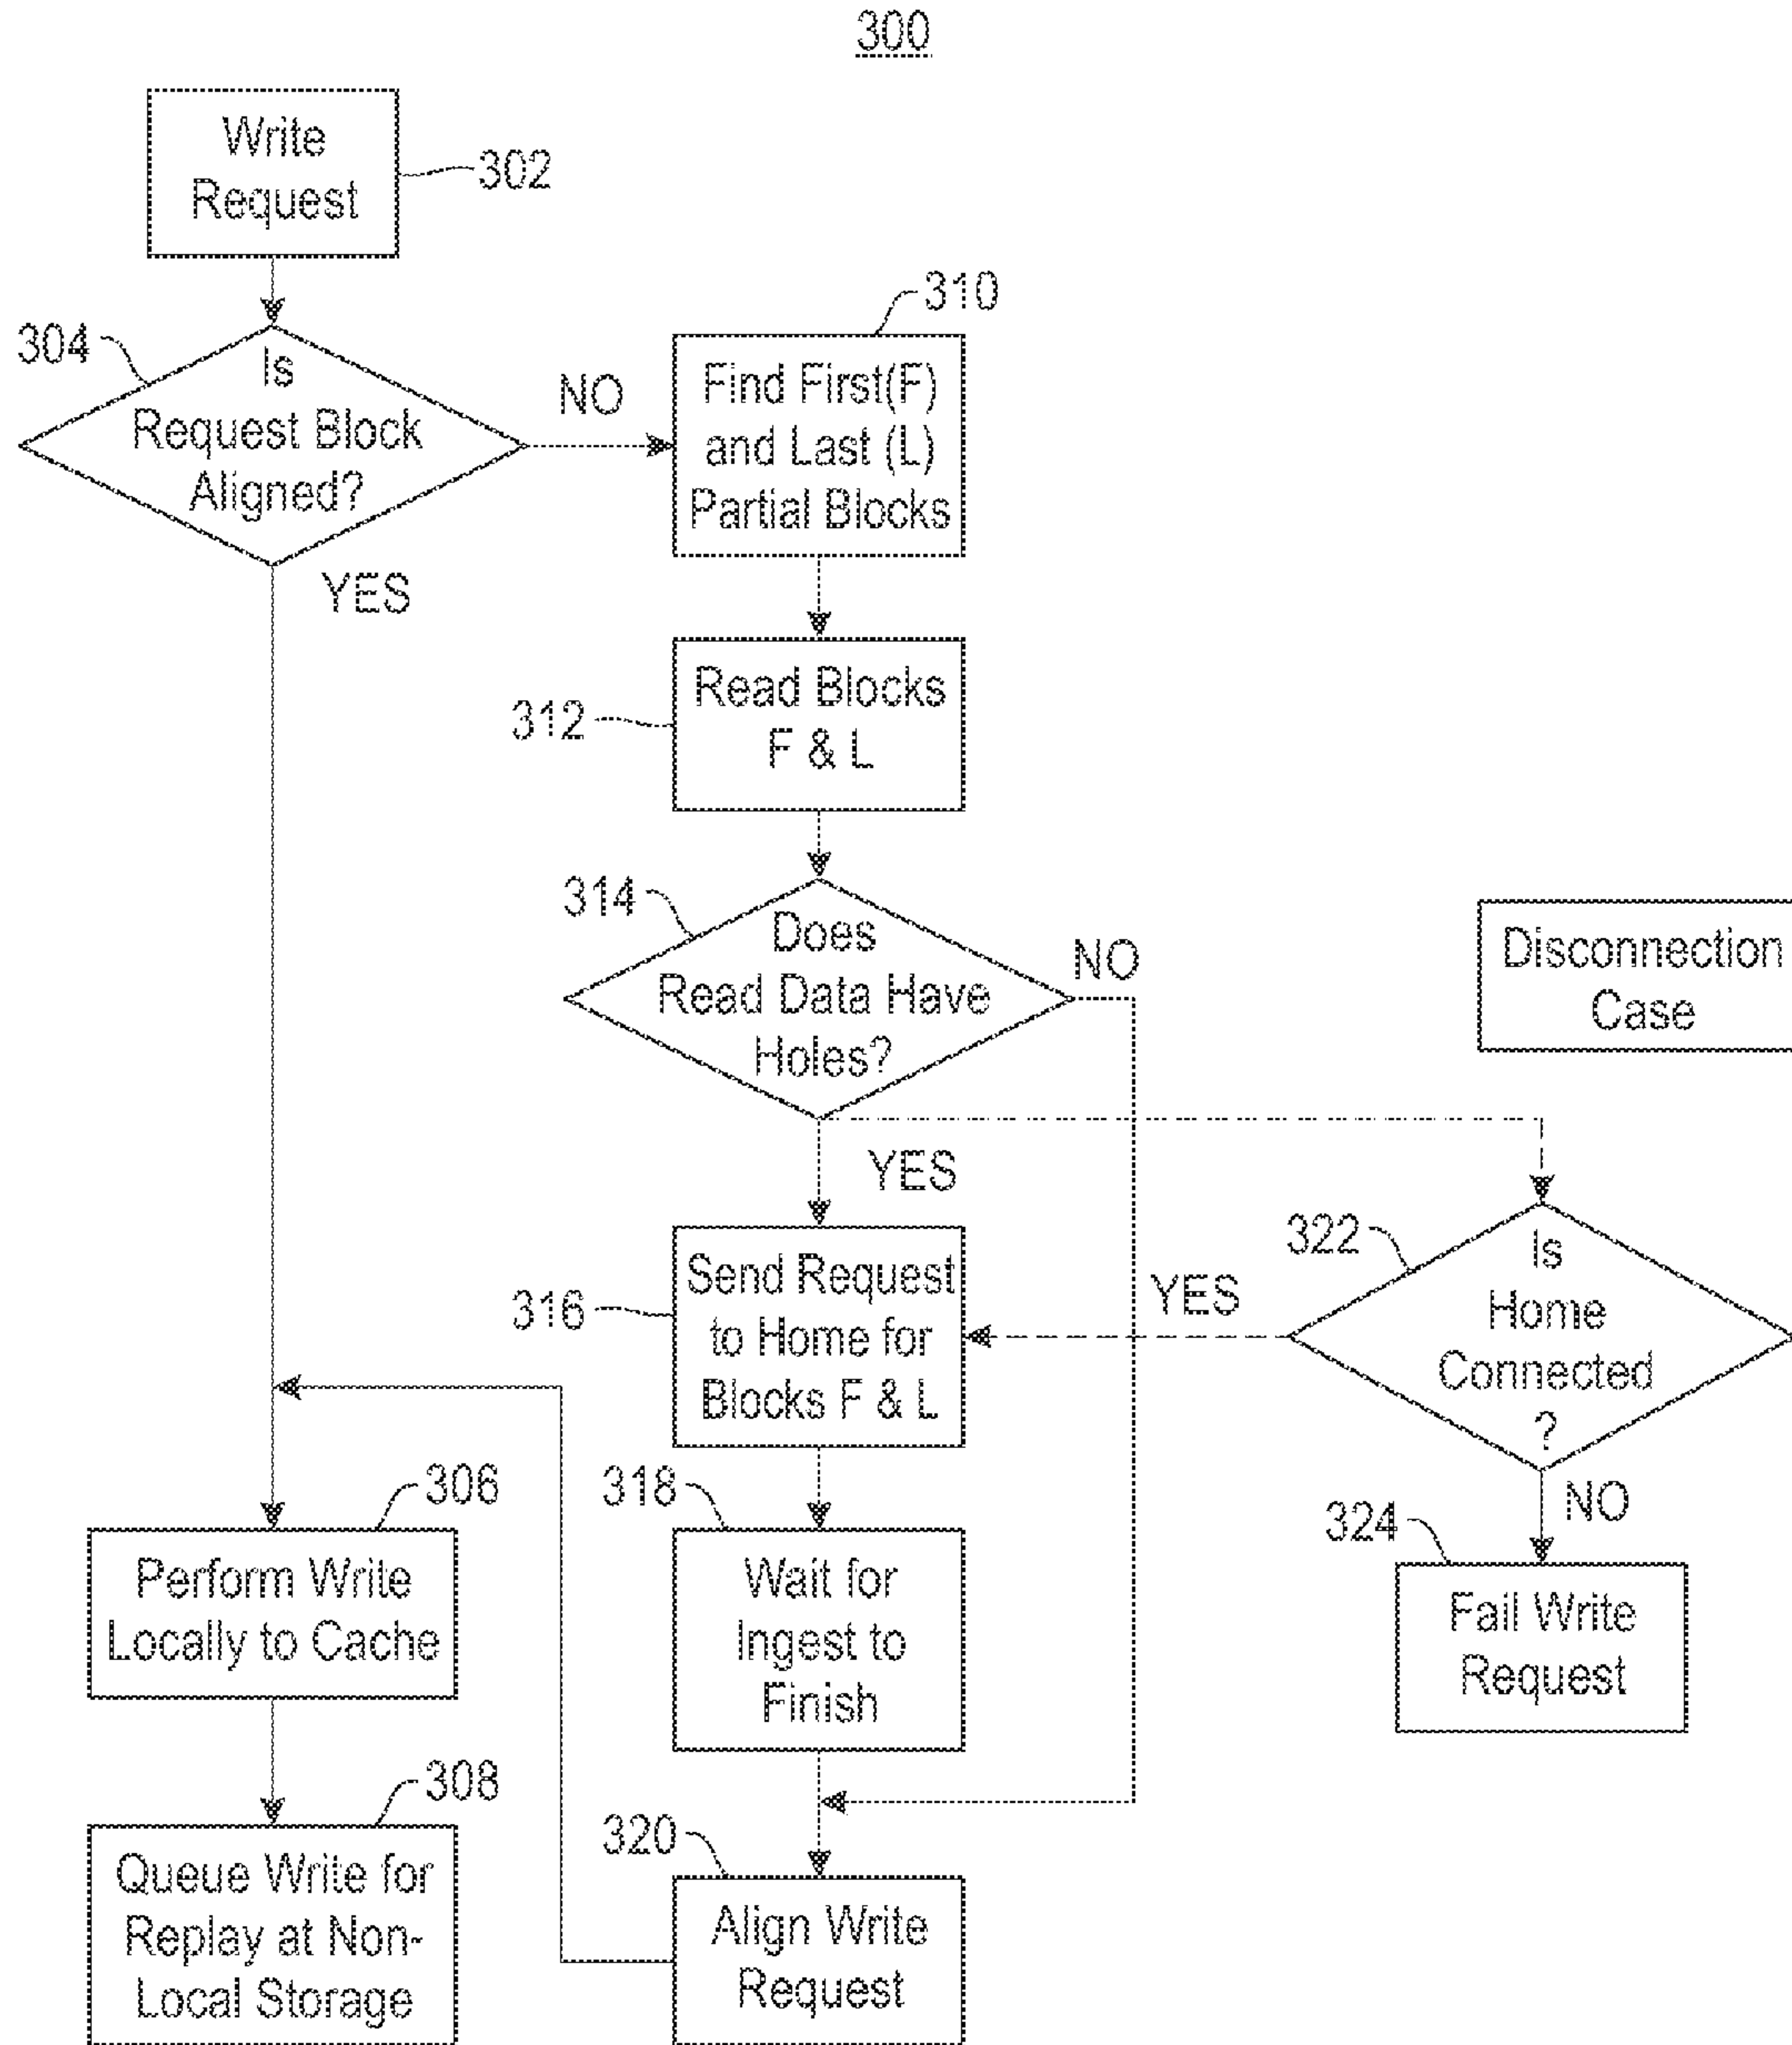 300
Write
Request
302
304
Is
Request Block
Aligned?
NO
YES
310
Find First(F)
and Last (L)
Partial Blocks
312
Read Blocks
F & L
314
Does
Read Data Have
Holes?
NO
YES
Disconnection
Case
316
Send Request
to Home for
Blocks F & L
YES
322
Is
Home
Connected
?
NO
306
Perform Write
Locally to Cache
318
Wait for
Ingest to
Finish
324
Fail Write
Request
308
Queue Write for
Replay at Non-
Local Storage
320
Align Write
Request